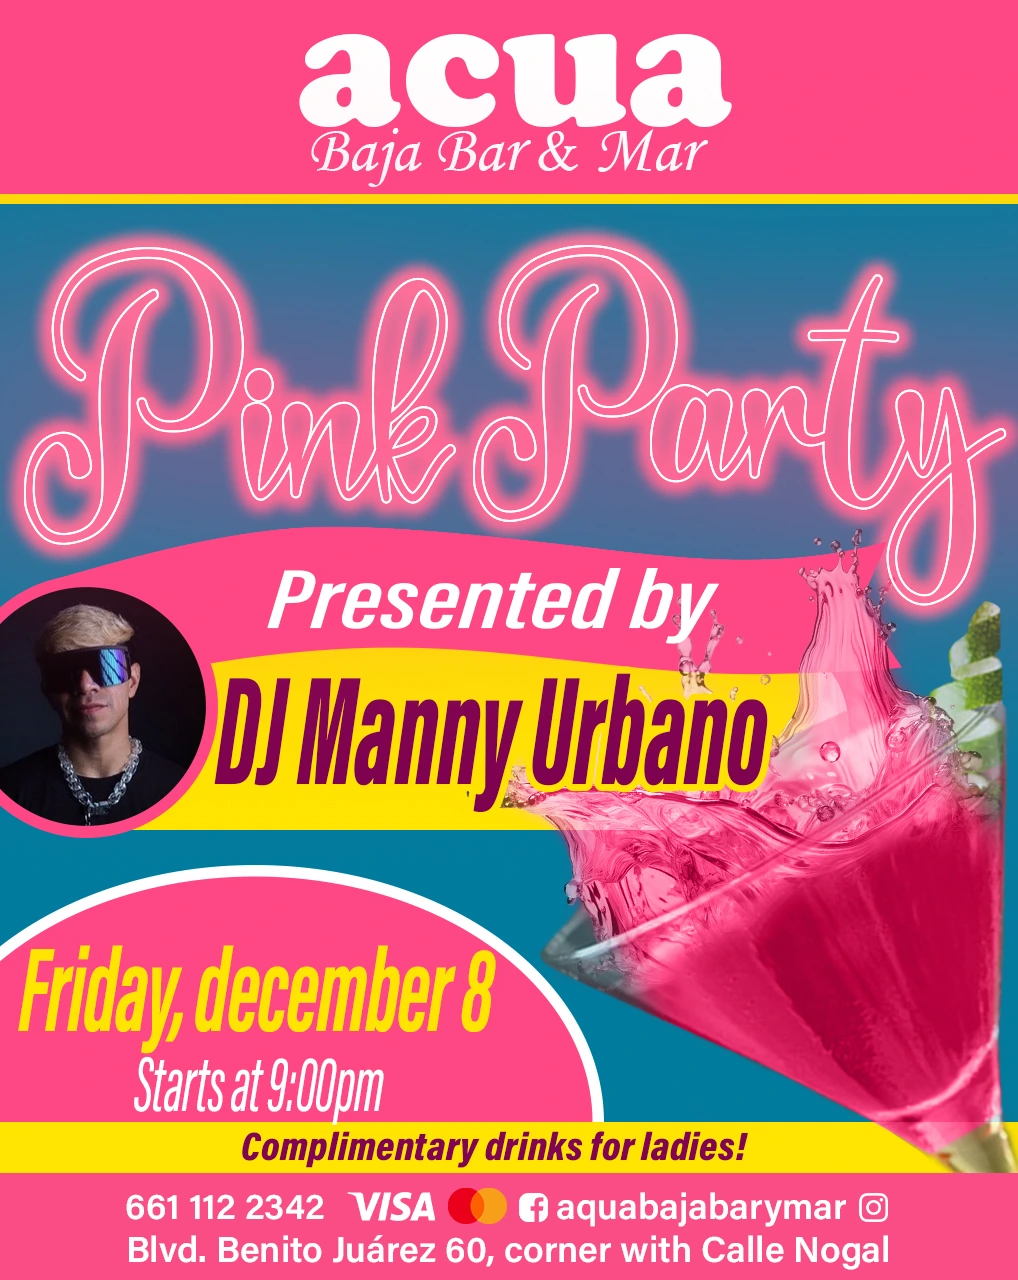 acua
Baja Bar & Mar
Pink Party
Presented by
DJ Manny Urbano
Friday, december 8
Starts at 9:00pm
Complimentary drinks for ladies!
661 112 2342 VISA aquabajabarymar
Blvd. Benito Juárez 60, corner with Calle Nogal